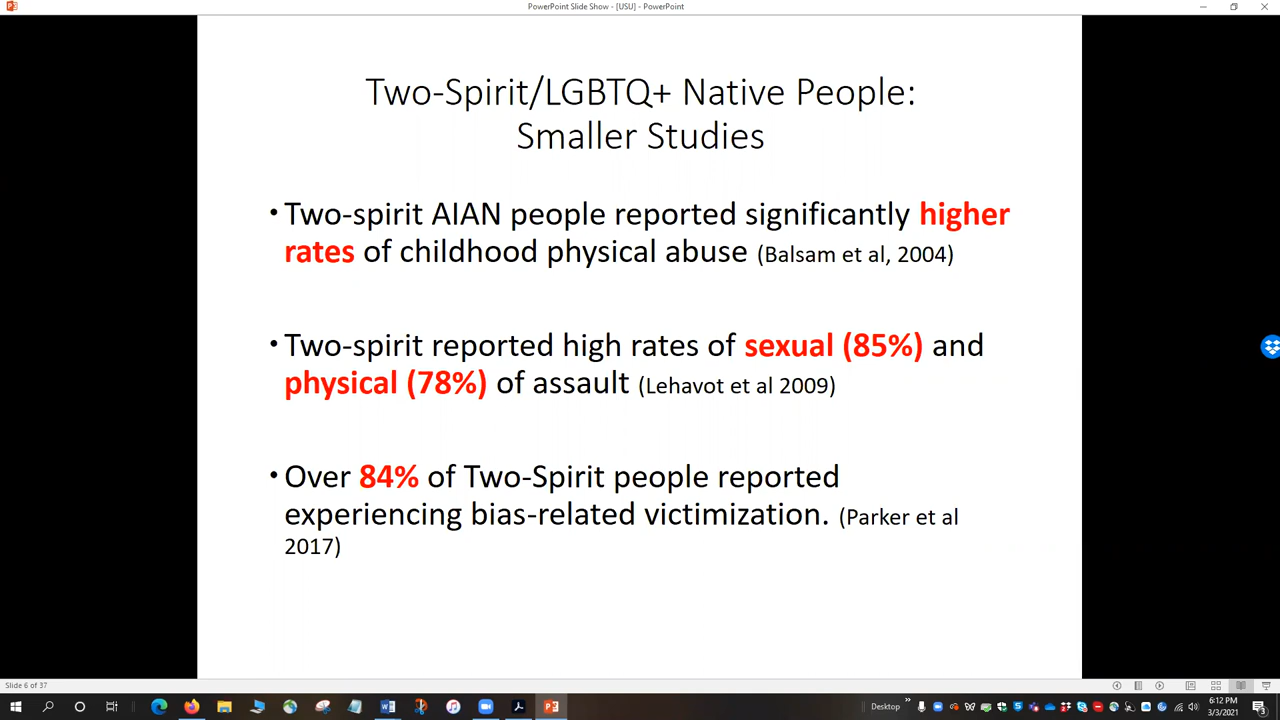 PowerPoint Slide Show - [USU] - PowerPoint
Two-Spirit/LGBTQ+ Native People:
Smaller Studies
• Two-spirit AIAN people reported significantly higher
rates of childhood physical abuse (Balsam et al, 2004)
• Two-spirit reported high rates of sexual (85%) and
physical (78%) of assault (Lehavot et al 2009)
• Over 84% of Two-Spirit people reported
experiencing bias-related victimization. (Parker et al
2017)
Slide 6 of 37
Desktop
6:12 PM
3/3/2021